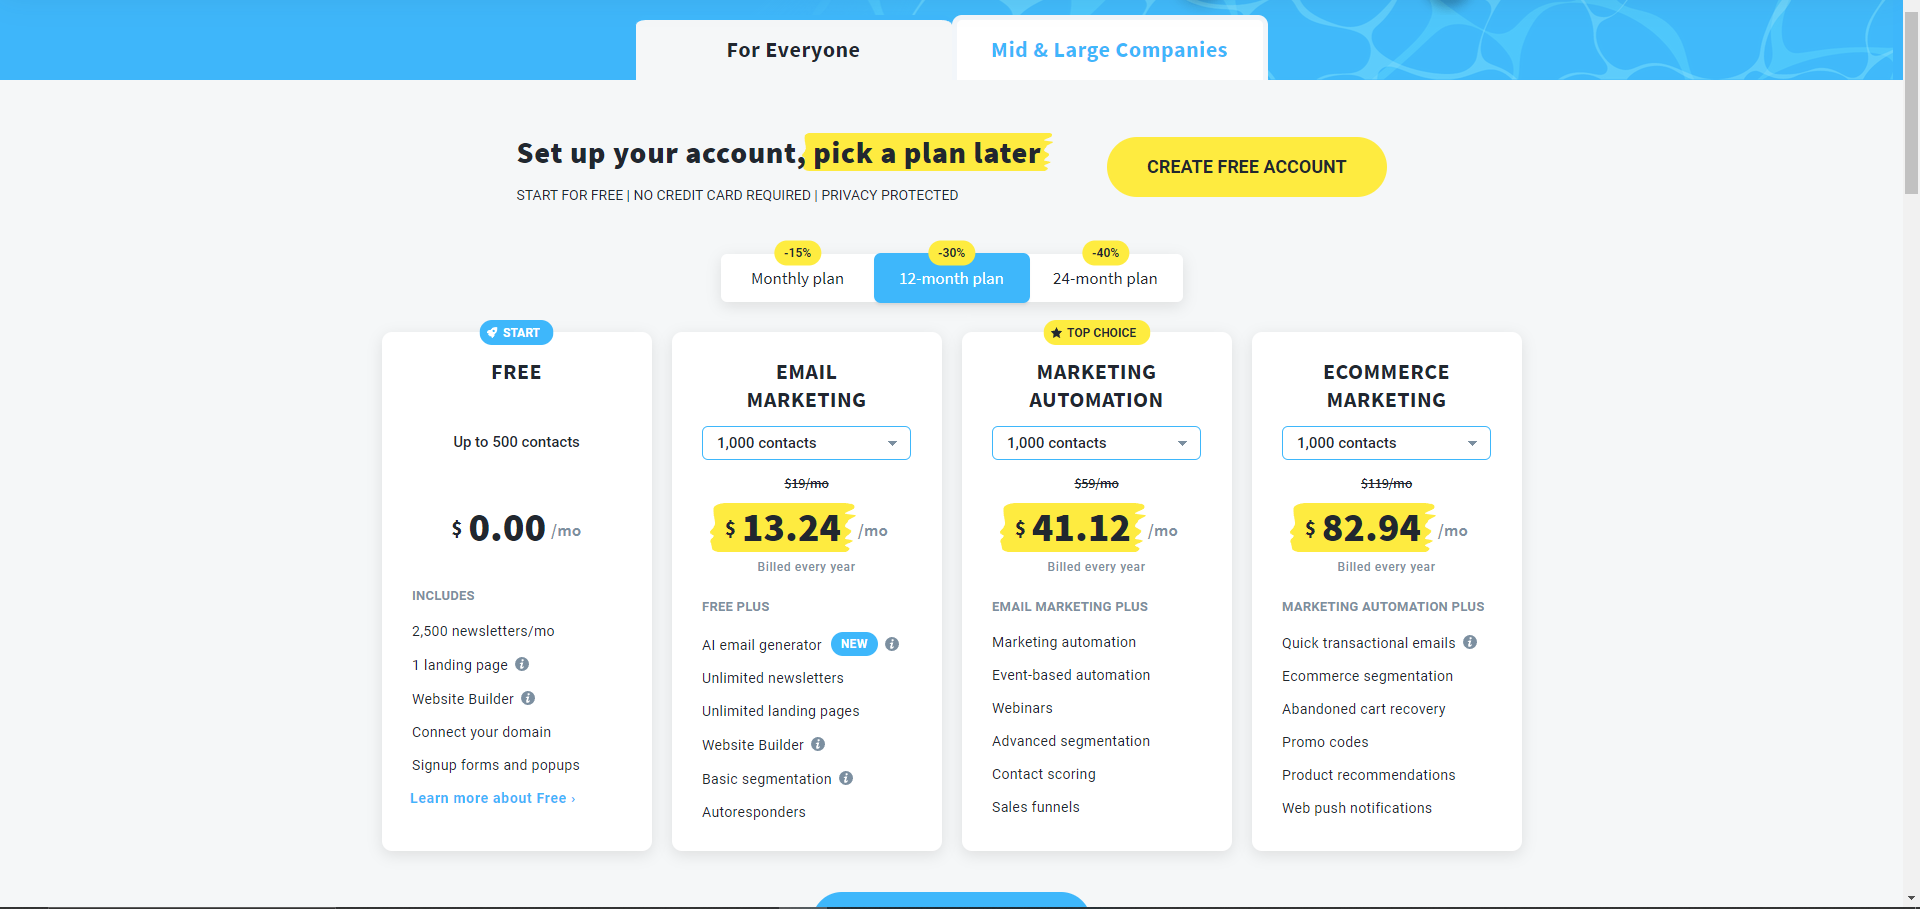 For Everyone
Mid & Large Companies
Set up your account, pick a plan later
START FOR FREE | NO CREDIT CARD REQUIRED | PRIVACY PROTECTED
CREATE FREE ACCOUNT
-15%
Monthly plan
-30%
12-month plan
-40%
24-month plan
START
FREE
Up to 500 contacts
$ 0.00 /mo
INCLUDES
2,500 newsletters/mo
1 landing page
Website Builder
Connect your domain
Signup forms and popups
Learn more about Free ›
EMAIL
MARKETING
1,000 contacts
$19/mo
$ 13.24 /mo
Billed every year
FREE PLUS
AI email generator NEW
Unlimited newsletters
Unlimited landing pages
Website Builder
Basic segmentation
Autoresponders
TOP CHOICE
MARKETING
AUTOMATION
1,000 contacts
$59/mo
$ 41.12 /mo
Billed every year
EMAIL MARKETING PLUS
Marketing automation
Event-based automation
Webinars
Advanced segmentation
Contact scoring
Sales funnels
ECOMMERCE
MARKETING
1,000 contacts
$119/mo
$ 82.94 /mo
Billed every year
MARKETING AUTOMATION PLUS
Quick transactional emails
Ecommerce segmentation
Abandoned cart recovery
Promo codes
Product recommendations
Web push notifications